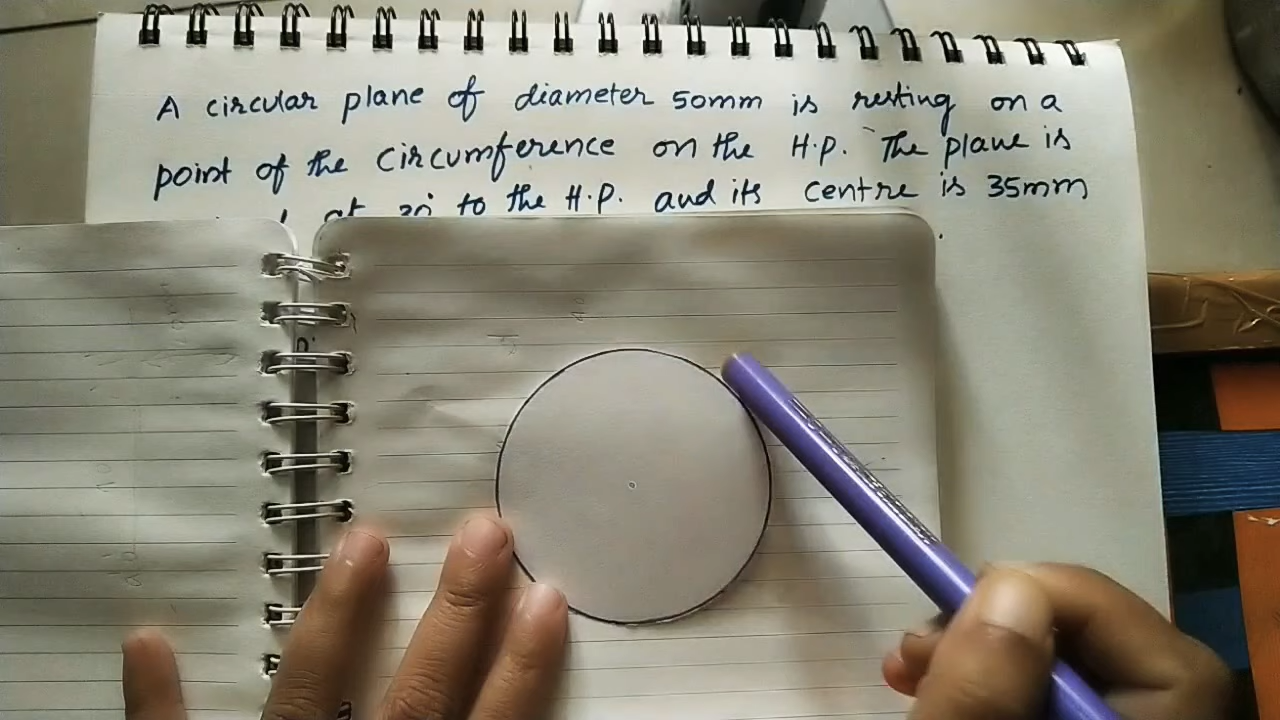 A circular plane of diameter 50mm is resting on a
point of the circumference on the H.P. The plane is
at to the H.P. and its centre is 35mm